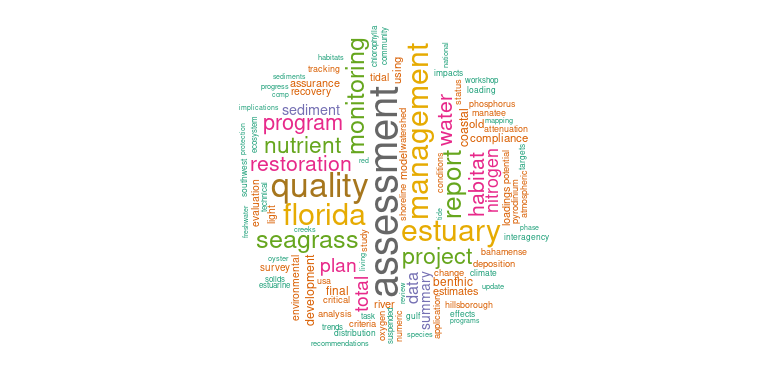 assessment
quality
management
florida
estuary
seagrass
report
project
monitoring
nutrient
restoration
program
water
habitat
nitrogen
plan
total
data
summary
sediment
benthic
development
coastal
final
old
compliance
model
river
estimates
evaluation
light
survey
environmental
critical
analysis
criteria
usa
study
oxygen
numeric
application
hillsborough
change
deposition
bahamense
loadings
potential
pyrodinium
atmospheric
attenuation
manatee
phosphorus
status
conditions
shoreline
watershed
using
tidal
assurance
recovery
tracking
habitats
sediments
progress
comp
implications
ecosystem
protection
southwest
technical
freshwater
creeks
oyster
solids
estuarine
living
red
task
trends
distribution
recommendations
suspended
review
gulf
species
effects
programs
update
climate
interagency
phase
targets
mapping
loading
workshop
impacts
national
community
chlorophylla
tide